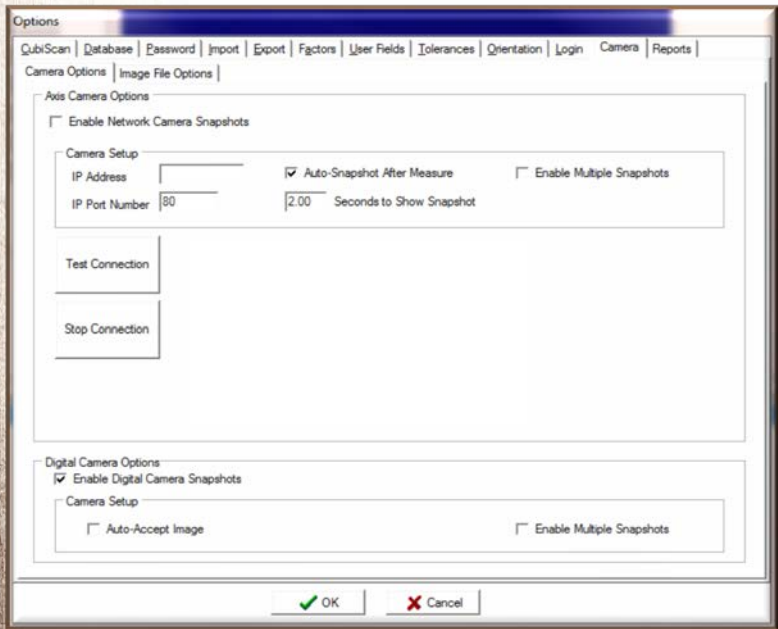 Options
CubiScan Database Password Import Export Factors User Fields Tolerances Orientation Login Camera Reports
Camera Options Image File Options
Axis Camera Options
Enable Network Camera Snapshots
Camera Setup
IP Address Auto-Snapshot After Measure Enable Multiple Snapshots
IP Port Number 80 2.00 Seconds to Show Snapshot
Test Connection
Stop Connection
Digital Camera Options
Enable Digital Camera Snapshots
Camera Setup
Auto-Accept Image Enable Multiple Snapshots
OK Cancel